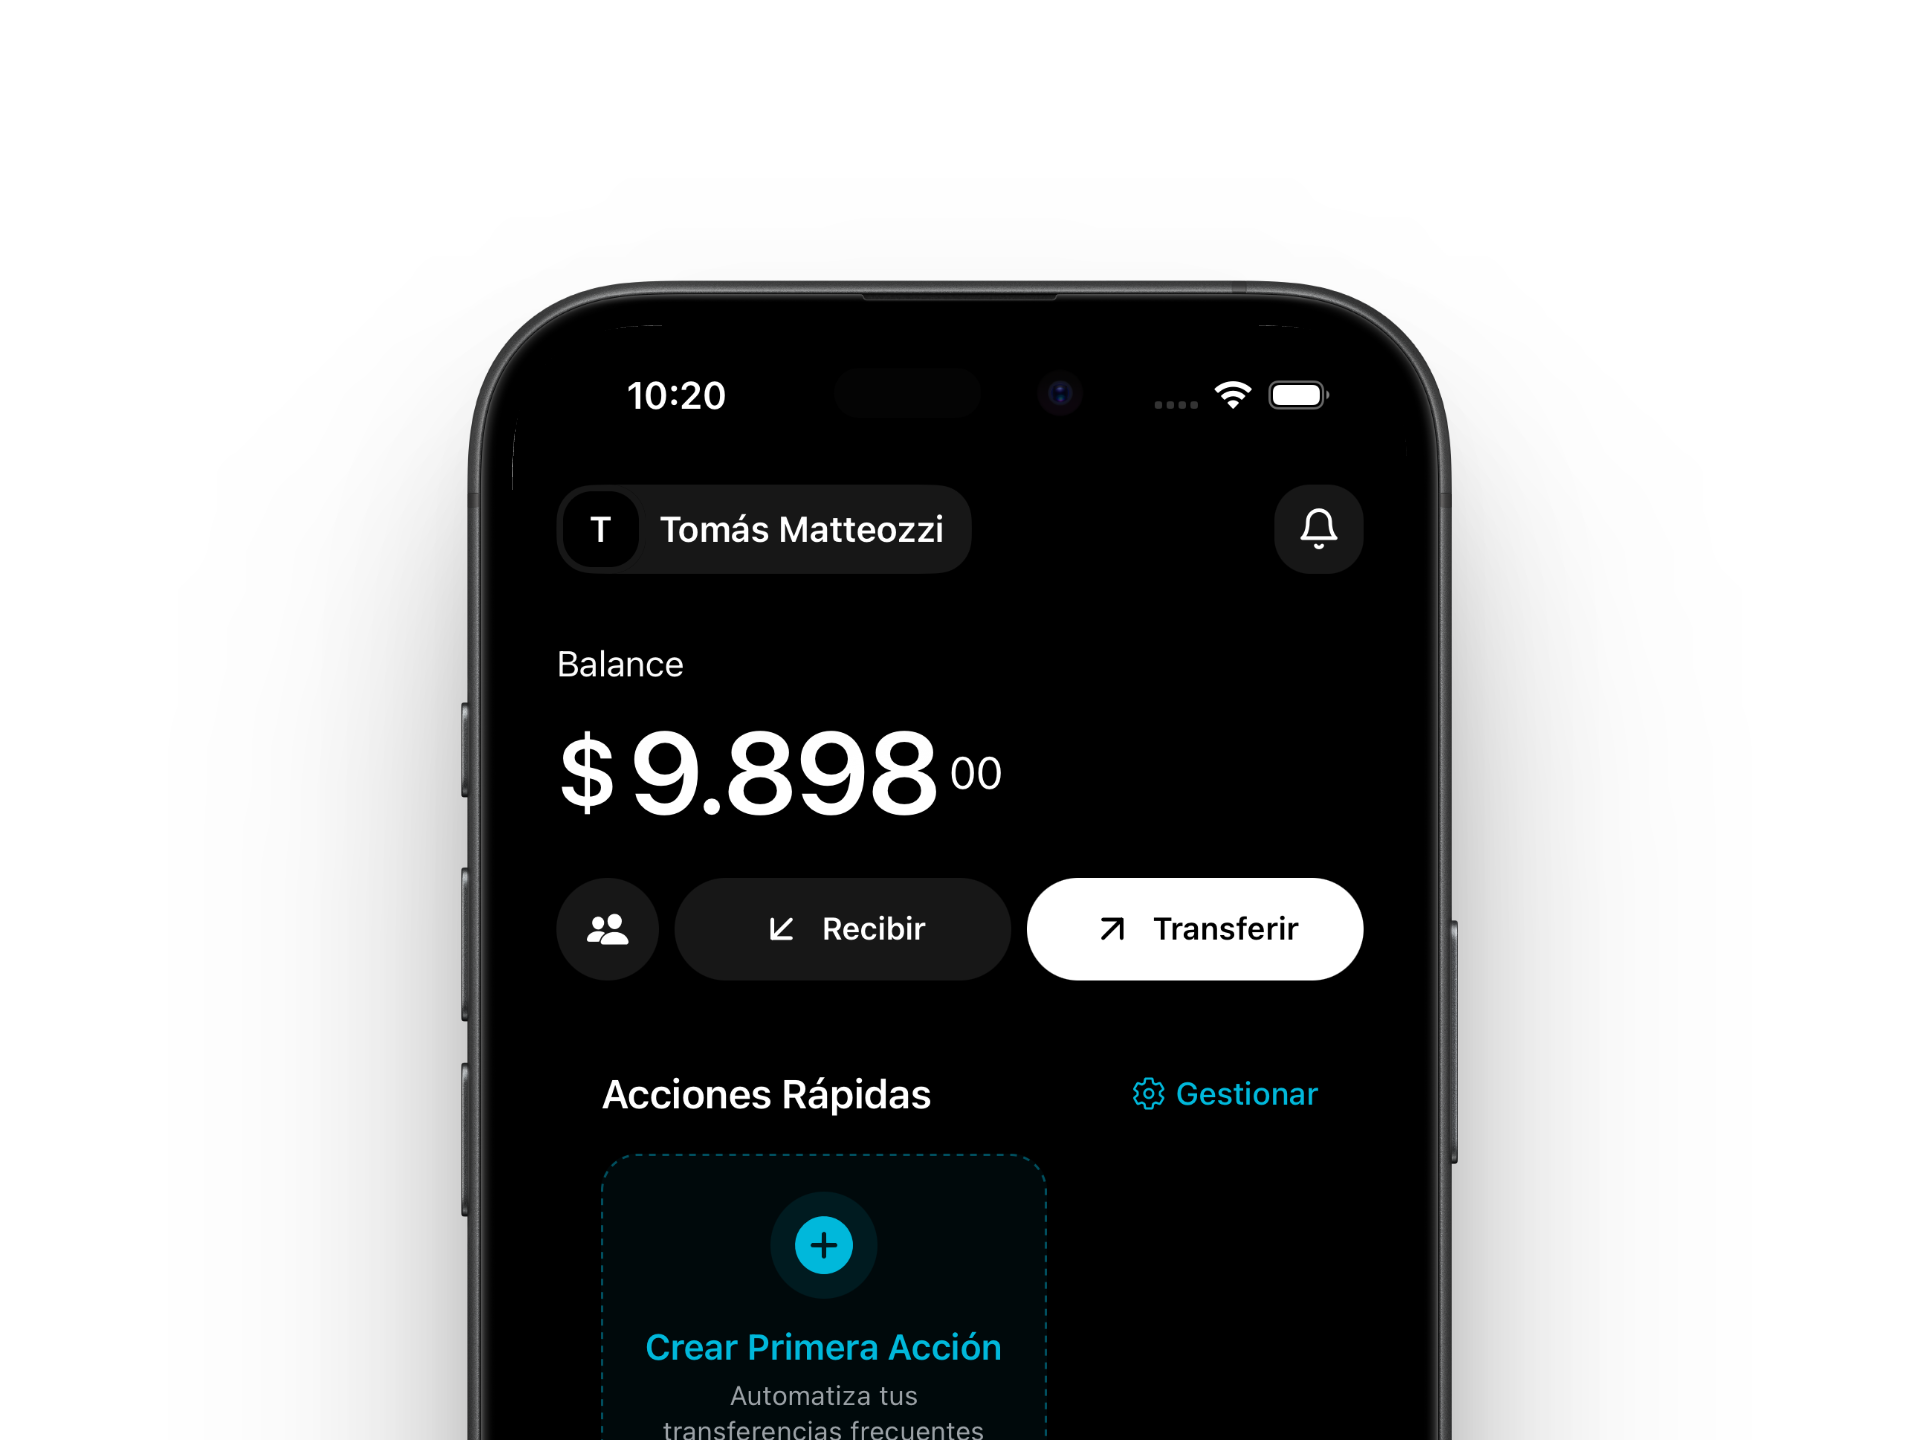 10:20
T Tomás Matteozzi
Balance
$ 9.898 00
Recibir Transferir
Acciones Rápidas Gestionar
Crear Primera Acción
Automatiza tus
transferencias frecuentes